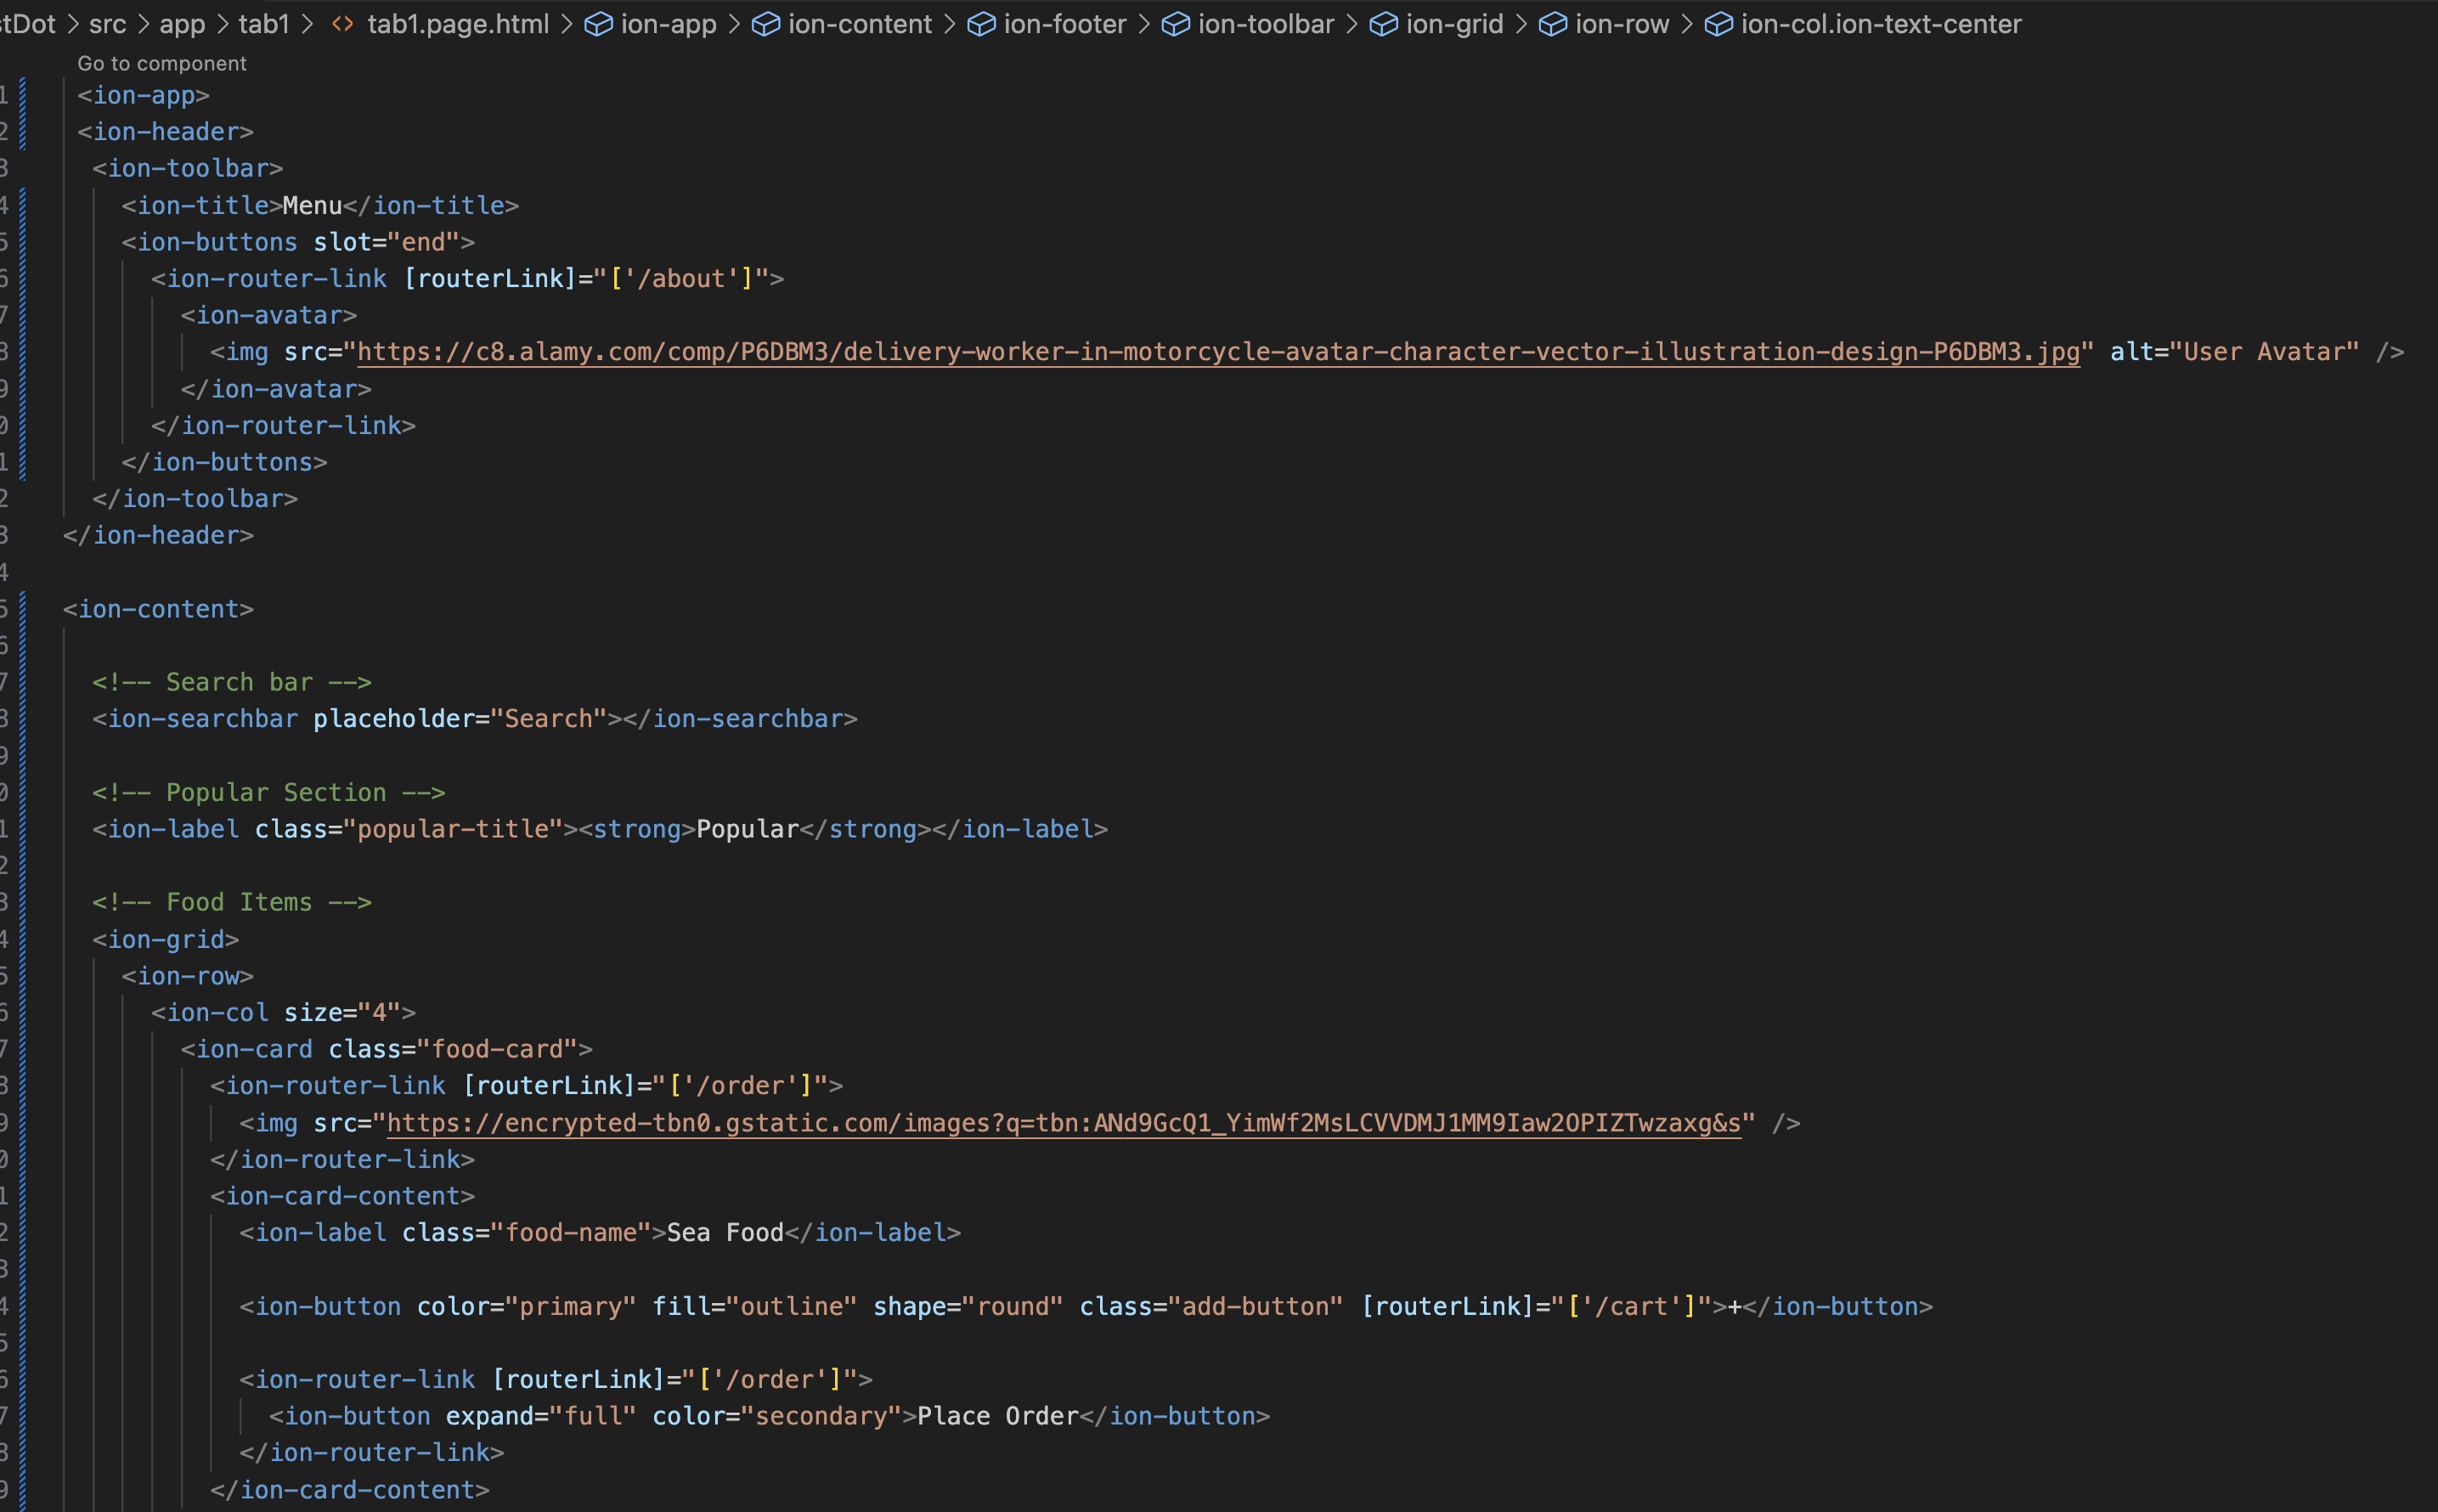 stDot > src > app > tab1 > <> tab1.page.html > ion-app > ion-content > ion-footer > ion-toolbar > ion-grid > ion-row > ion-col.ion-text-center
Go to component
1 <ion-app>
2 <ion-header>
3 <ion-toolbar>
4 <ion-title>Menu</ion-title>
5 <ion-buttons slot="end">
6 <ion-router-link [routerLink]="['/about']">
7 <ion-avatar>
8 <img src="https://c8.alamy.com/comp/P6DBM3/delivery-worker-in-motorcycle-avatar-character-vector-illustration-design-P6DBM3.jpg" alt="User Avatar" />
9 </ion-avatar>
0 </ion-router-link>
1 </ion-buttons>
2 </ion-toolbar>
3 </ion-header>
4
5 <ion-content>
6
7 <!-- Search bar -->
8 <ion-searchbar placeholder="Search"></ion-searchbar>
9
0 <!-- Popular Section -->
1 <ion-label class="popular-title"><strong>Popular</strong></ion-label>
2
3 <!-- Food Items -->
4 <ion-grid>
5 <ion-row>
6 <ion-col size="4">
7 <ion-card class="food-card">
8 <ion-router-link [routerLink]="['/order']">
9 <img src="https://encrypted-tbn0.gstatic.com/images?q=tbn:ANd9GcQ1_YimWf2MsLCVVDMJ1MM9Iaw2OPIZTwzaxg&s" />
0 </ion-router-link>
1 <ion-card-content>
2 <ion-label class="food-name">Sea Food</ion-label>
3
4 <ion-button color="primary" fill="outline" shape="round" class="add-button" [routerLink]="['/cart']">+</ion-button>
5
6 <ion-router-link [routerLink]="['/order']">
7 <ion-button expand="full" color="secondary">Place Order</ion-button>
8 </ion-router-link>
9 </ion-card-content>